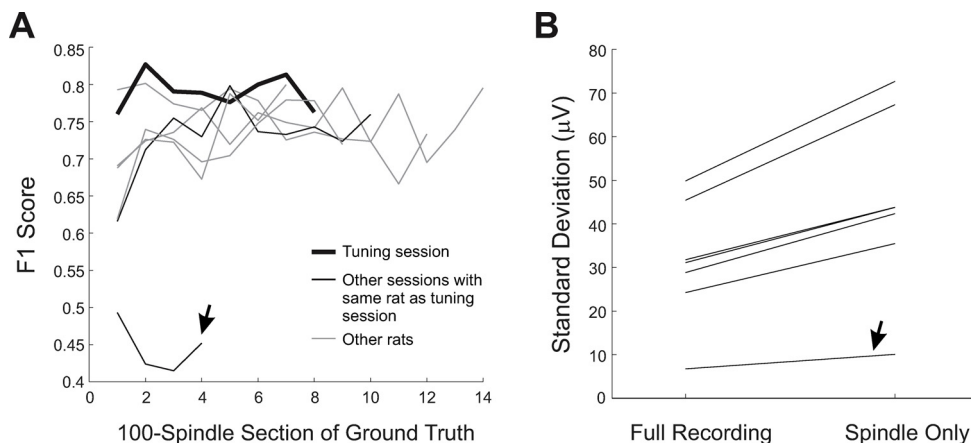 A
0.85
0.8
0.75
0.7
0.65
0.6
0.55
0.5
0.45
0.4
F1 Score
0
2
4
6
8
10
12
14
100-Spindle Section of Ground Truth
Tuning session
Other sessions with
same rat as tuning
session
Other rats
B
80
70
60
50
40
30
20
10
0
Standard Deviation (μV)
Full Recording
Spindle Only